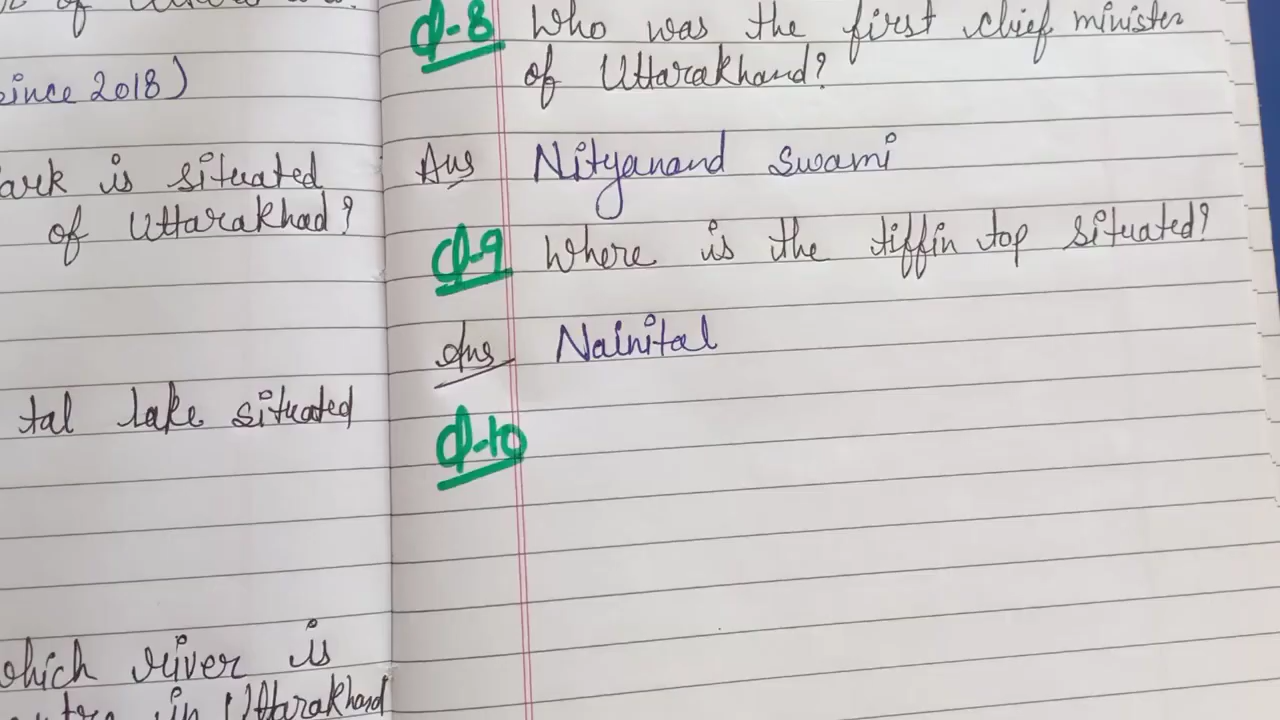 since 2018)
ark is situated
of Uttarakhad?
tal lake situated
which river is
in Uttarakhand
Q-8 Who was the first chief minister
of Uttarakhand?
Ans Nityanand Swami
Q-9 Where is the tiffin top situated?
Ans Nainital
Q-10